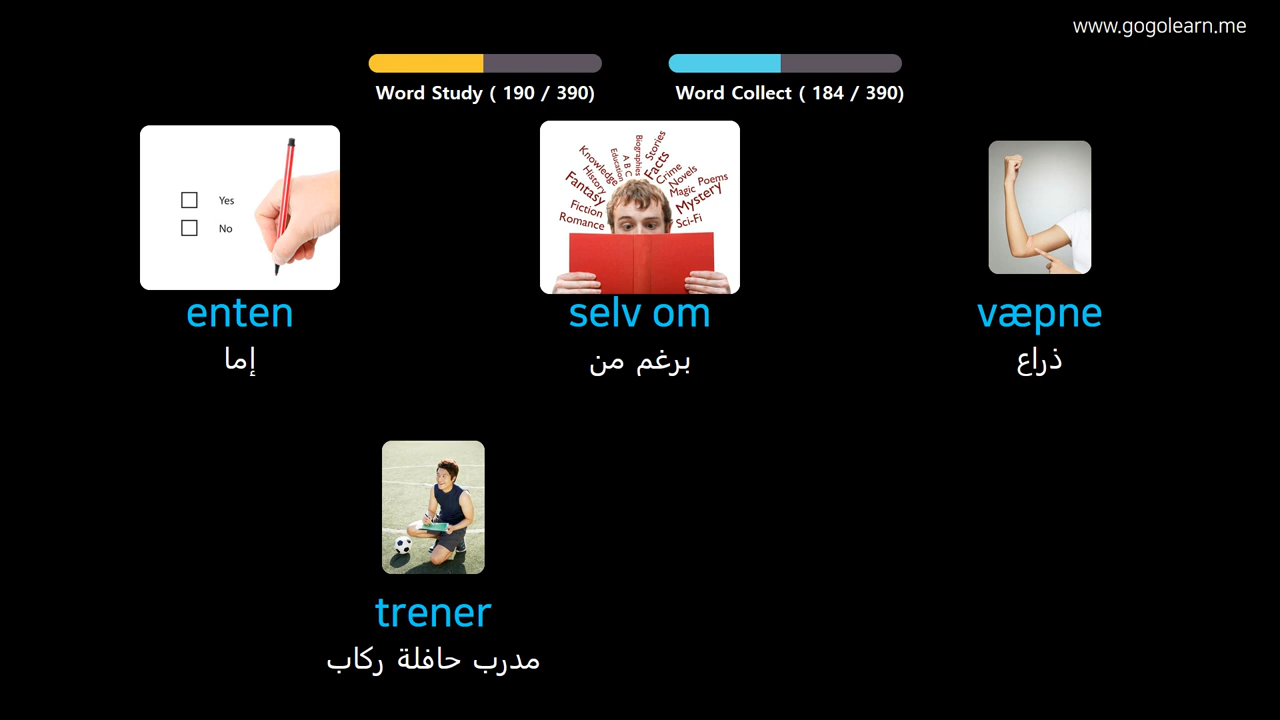 www.gogolearn.me
Word Study ( 190 / 390)
Word Collect ( 184 / 390)
Yes
No
Knowledge
Education
A B C
Biographies
Stories
Facts
History
Crime
Novels
Fantasy
Magic
Poems
Mystery
Fiction
Romance
Sci-Fi
enten
selv om
væpne
إما
برغم من
ذراع
trener
مدرب حافلة ركاب